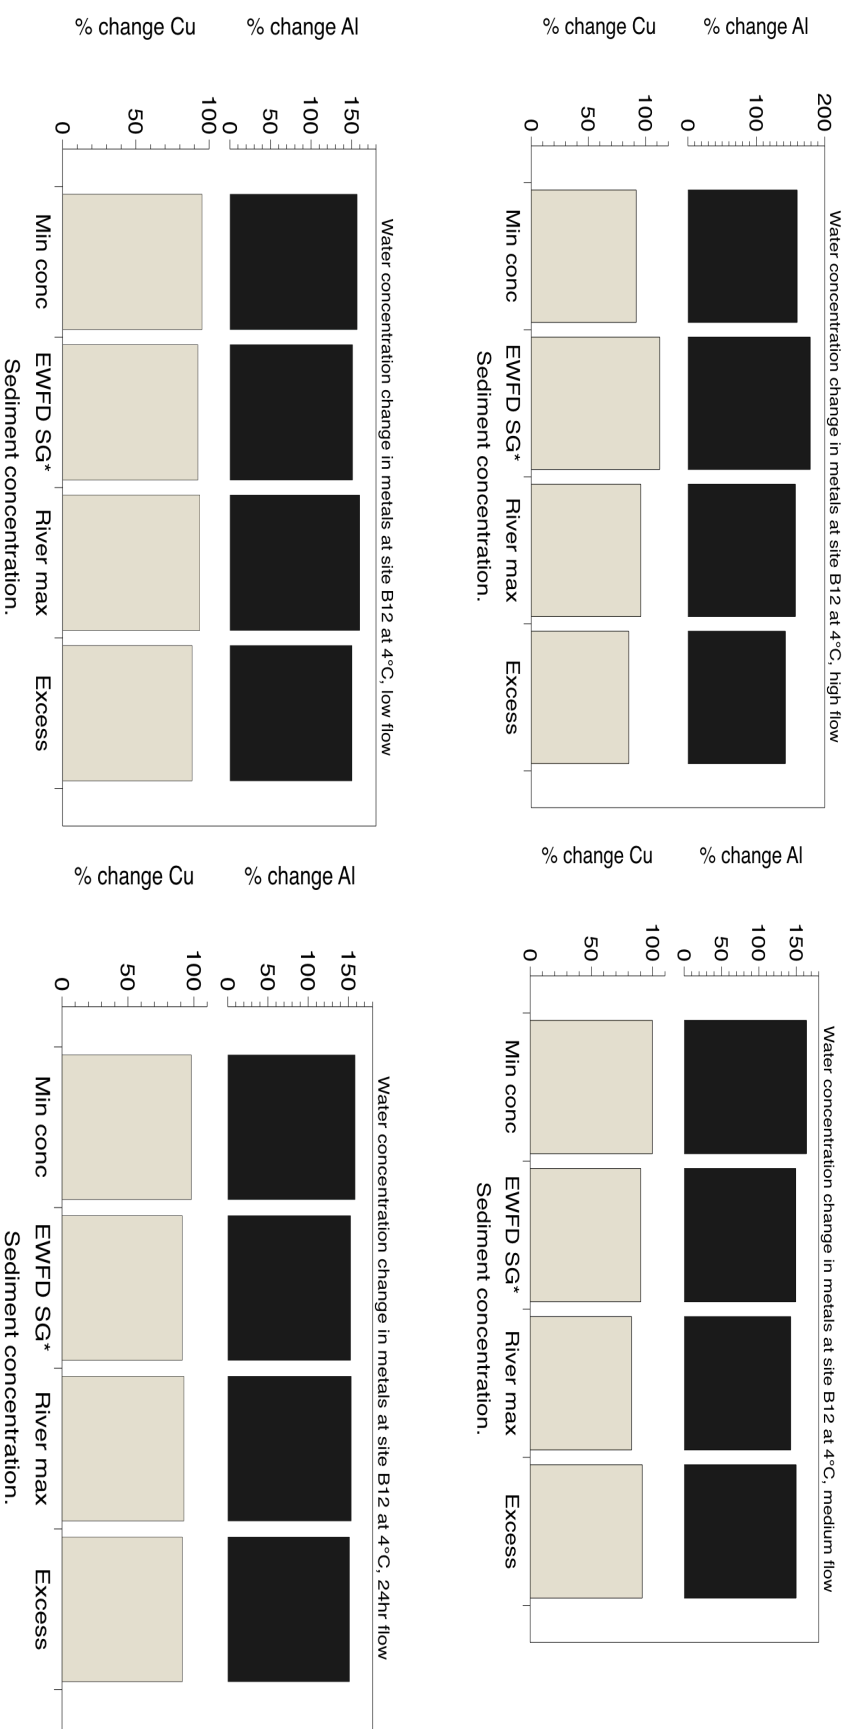 Water concentration change in metals at site B12 at 4°C, high flow
% change Al
0
100
200
% change Cu
0
50
100
Min conc
EWFD SG*
River max
Excess
Sediment concentration.
Water concentration change in metals at site B12 at 4°C, medium flow
% change Al
0
50
100
150
% change Cu
0
50
100
Min conc
EWFD SG*
River max
Excess
Sediment concentration.
Water concentration change in metals at site B12 at 4°C, low flow
% change Al
0
50
100
150
% change Cu
0
50
100
Min conc
EWFD SG*
River max
Excess
Sediment concentration.
Water concentration change in metals at site B12 at 4°C, 24hr flow
% change Al
0
50
100
150
% change Cu
0
50
100
Min conc
EWFD SG*
River max
Excess
Sediment concentration.